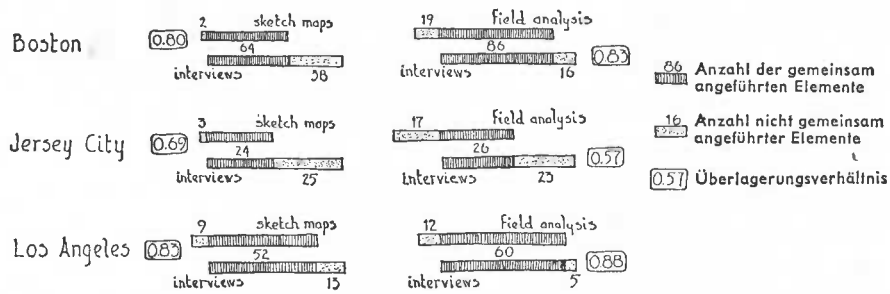 2 sketch maps 19 field analysis
Boston 0.80 64 86 0.83
interviews 38 interviews 16
3 sketch maps 17 field analysis
Jersey City 0.69 24 26 0.57
interviews 25 interviews 23
9 sketch maps 12 field analysis
Los Angeles 0.83 52 60 0.88
interviews 13 interviews 5
86 Anzahl der gemeinsam
angeführten Elemente
16 Anzahl nicht gemeinsam
angeführter Elemente
0.57 Überlagerungsverhältnis